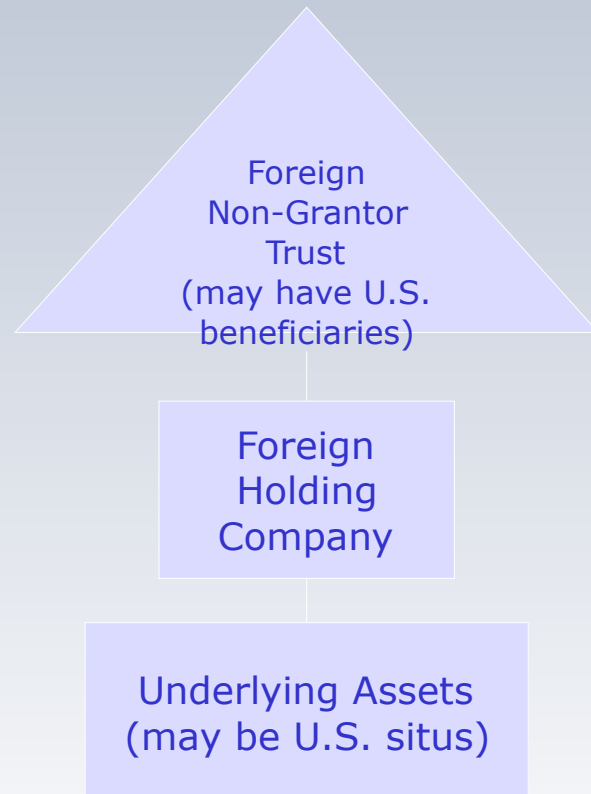 Foreign
Non-Grantor
Trust
(may have U.S.
beneficiaries)
Foreign
Holding
Company
Underlying Assets
(may be U.S. situs)